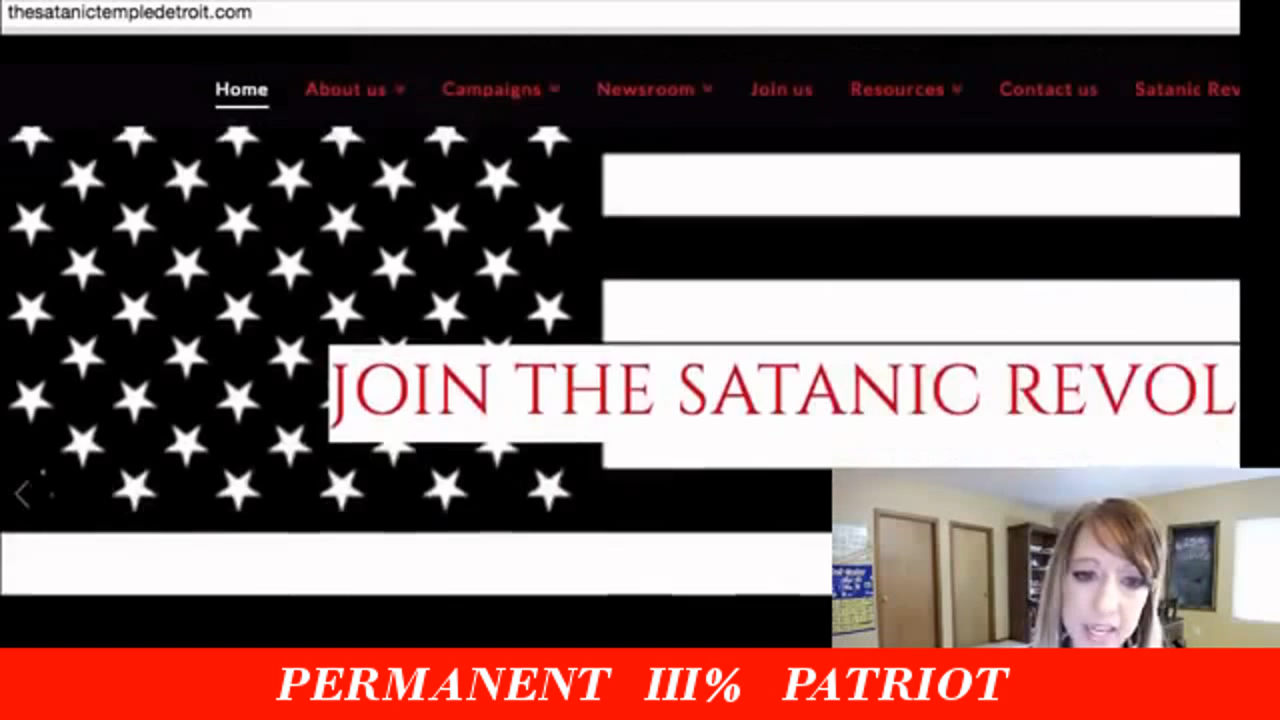 thesatanictempledetroit.com
Home About us Campaigns Newsroom Join us Resources Contact us Satanic Rev
JOIN THE SATANIC REVOL
PERMANENT III% PATRIOT